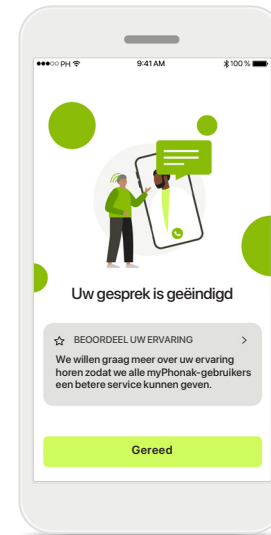 ●●●○○ PH 9:41 AM 100 %
Uw gesprek is geëindigd
BEOORDEEL UW ERVARING >
We willen graag meer over uw ervaring
horen zodat we alle myPhonak-gebruikers
een betere service kunnen geven.
Gereed